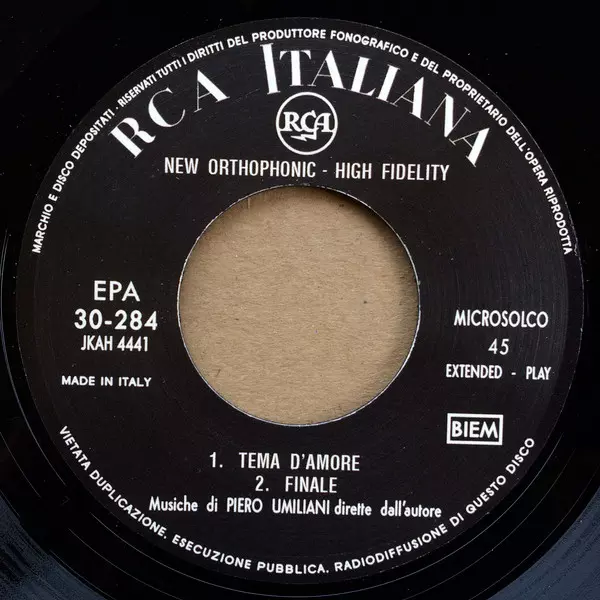 MARCHIO E DISCO DEPOSITATI · RISERVATI TUTTI I DIRITTI DEL PRODUTTORE FONOGRAFICO E DEL PROPRIETARIO DELL'OPERA RIPRODOTTA
RCA ITALIANA
RCA
NEW ORTHOPHONIC - HIGH FIDELITY
EPA
30-284
JKAH 4441
MADE IN ITALY
MICROSOLCO
45
EXTENDED - PLAY
BIEM
1. TEMA D'AMORE
2. FINALE
Musiche di PIERO UMILIANI dirette dall'autore
VIETATA DUPLICAZIONE, ESECUZIONE PUBBLICA, RADIODIFFUSIONE DI QUESTO DISCO